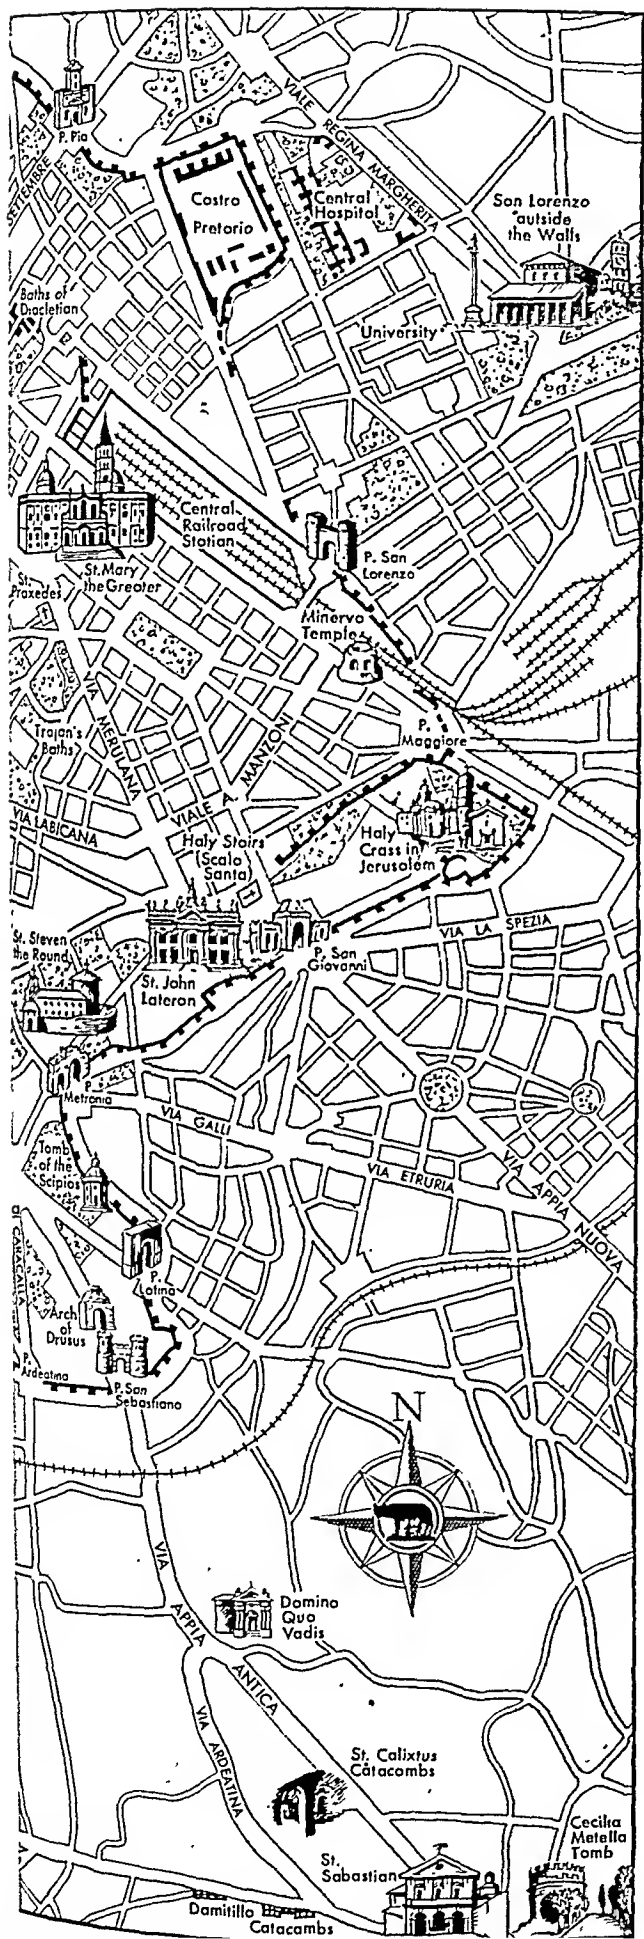 P. Pia
SETTEMBRE
VIALE REGINA MARGHERITA
Castro
Pretorio
Central
Hospital
San Lorenzo
outside
the Walls
Baths of
Diocletian
University
Central
Railroad
Station
P. San
Lorenzo
St. Mary
the Greater
St.
Praxedes
Minerva
Temple
VIA MERULANA
Trajan's
Baths
P.
Maggiore
VIALE A. MANZONI
VIA LABICANA
Holy Stairs
(Scala
Santa)
Holy
Cross in
Jerusalem
VIA LA SPEZIA
St. Steven
the Round
St. John
Lateran
P. San
Giovanni
P.
Metronia
VIA GALLI
Tomb
of the
Scipios
VIA ETRURIA
VIA APPIA NUOVA
CARACALLA
P.
Latina
Arch
of
Drusus
P.
Ardeatina
P. San
Sebastiano
N
VIA APPIA ANTICA
Domino
Quo
Vadis
VIA ARDEATINA
St. Calixtus
Catacombs
Cecilia
Metella
Tomb
St.
Sabastian
Damitillo
Catacambs